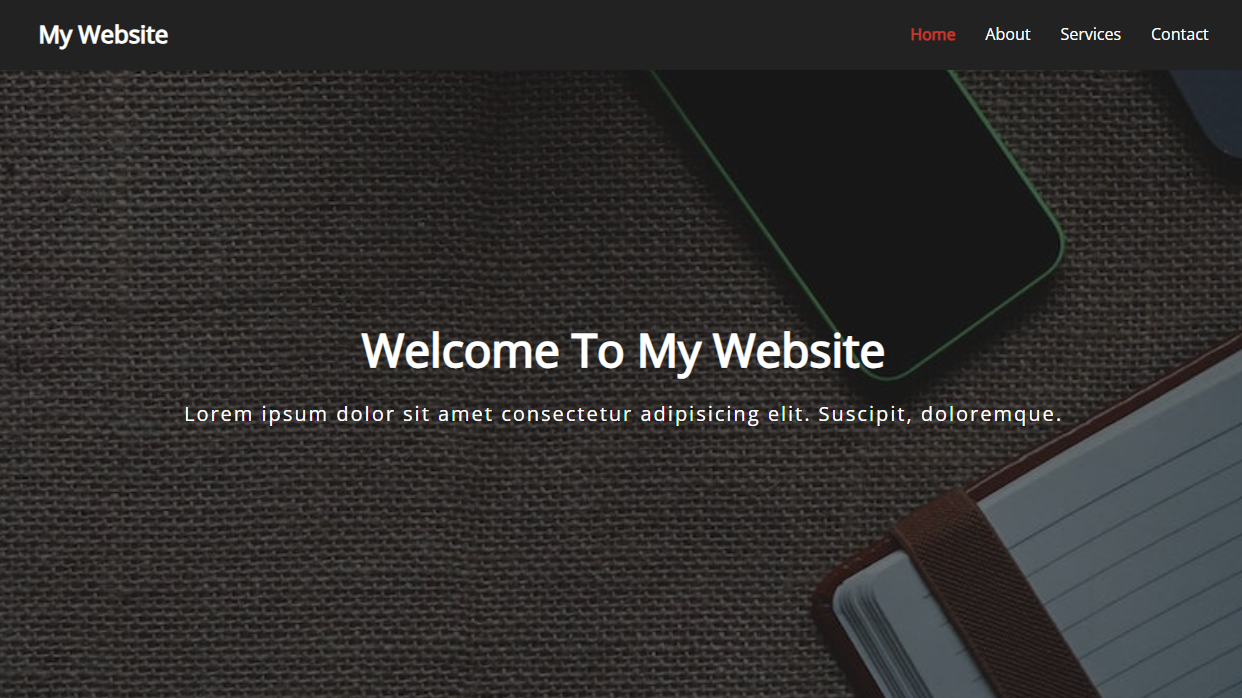 My Website
Home About Services Contact
Welcome To My Website
Lorem ipsum dolor sit amet consectetur adipisicing elit. Suscipit, doloremque.